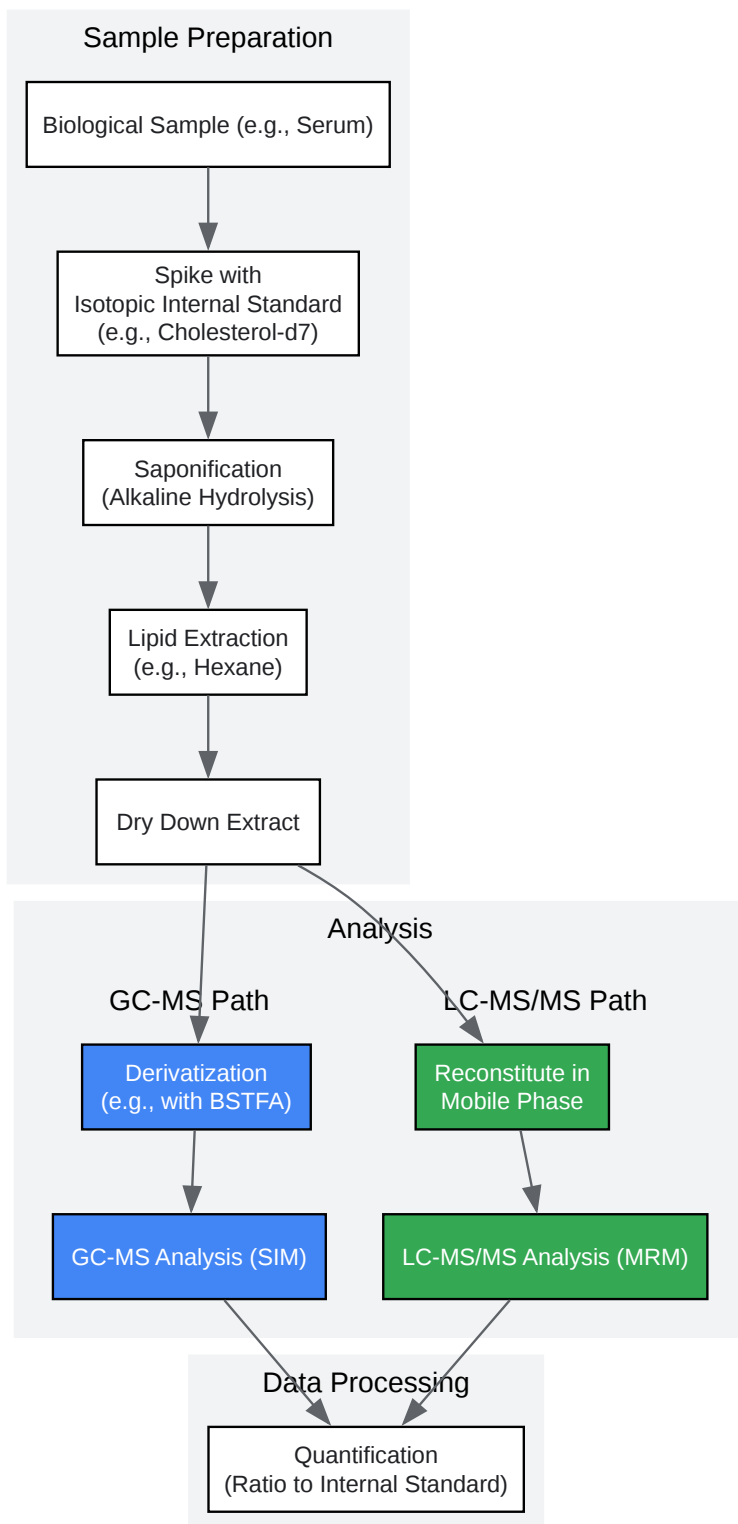 Sample Preparation
Biological Sample (e.g., Serum)
Spike with
Isotopic Internal Standard
(e.g., Cholesterol-d7)
Saponification
(Alkaline Hydrolysis)
Lipid Extraction
(e.g., Hexane)
Dry Down Extract
Analysis
GC-MS Path
LC-MS/MS Path
Derivatization
(e.g., with BSTFA)
Reconstitute in
Mobile Phase
GC-MS Analysis (SIM)
LC-MS/MS Analysis (MRM)
Data Processing
Quantification
(Ratio to Internal Standard)